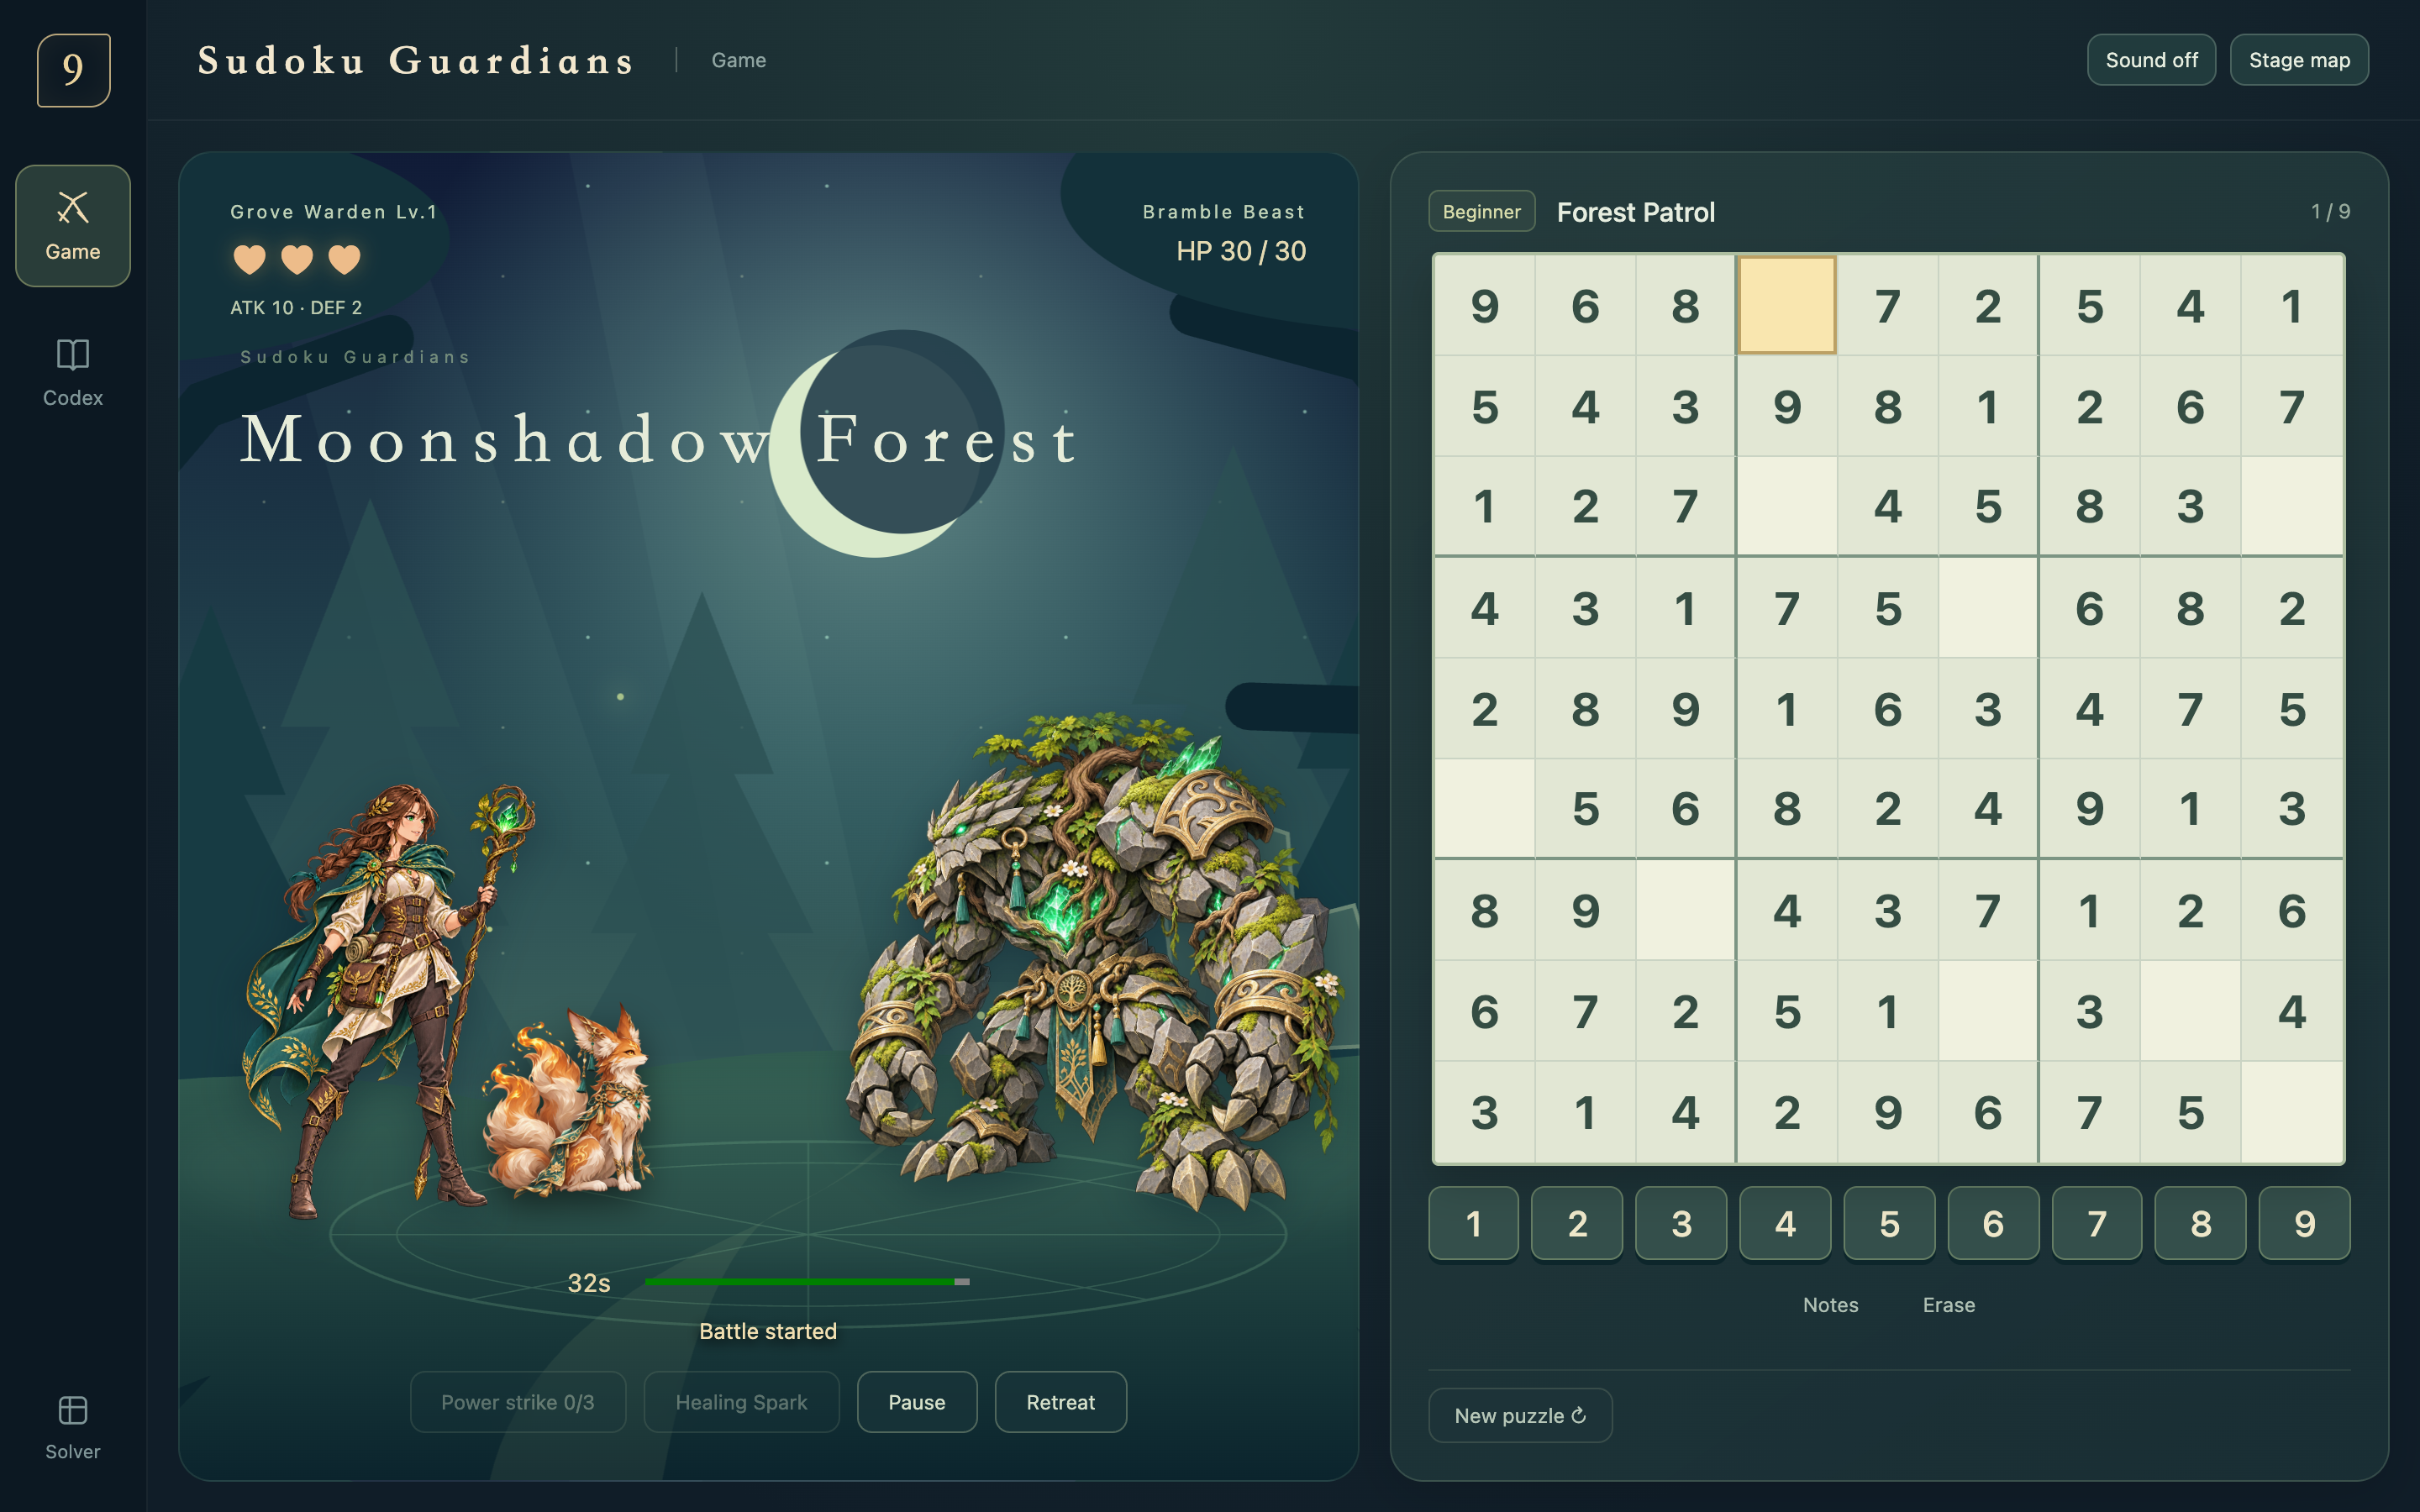 9
Sudoku Guardians
Game
Sound off
Stage map
Game
Codex
Solver
Grove Warden Lv.1
ATK 10 · DEF 2
Bramble Beast
HP 30 / 30
Sudoku Guardians
Moonshadow Forest
32s
Battle started
Power strike 0/3
Healing Spark
Pause
Retreat
Beginner
Forest Patrol
1 / 9
9 6 8 7 2 5 4 1
5 4 3 9 8 1 2 6 7
1 2 7 4 5 8 3
4 3 1 7 5 6 8 2
2 8 9 1 6 3 4 7 5
5 6 8 2 4 9 1 3
8 9 4 3 7 1 2 6
6 7 2 5 1 3 4
3 1 4 2 9 6 7 5
1 2 3 4 5 6 7 8 9
Notes
Erase
New puzzle ↻